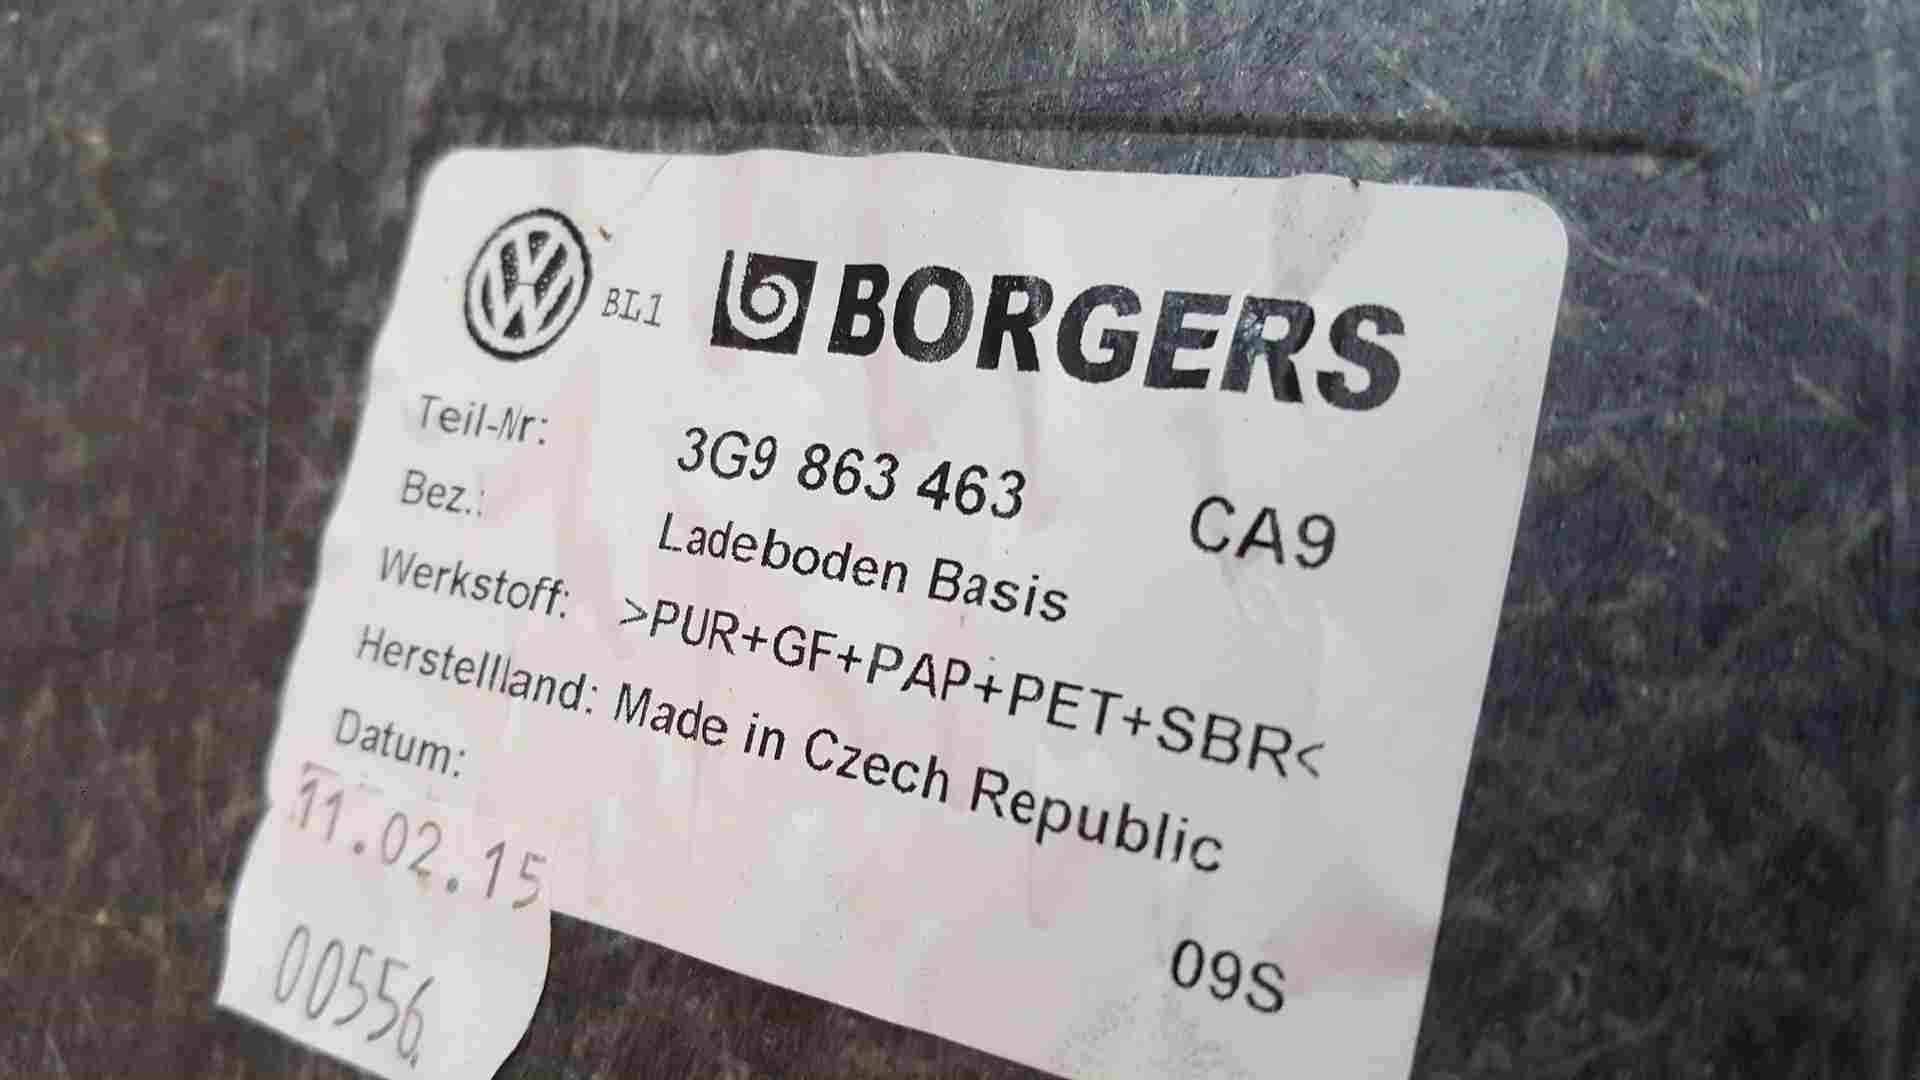 BL1 BORGERS
Teil-Nr: 3G9 863 463 CA9
Bez.: Ladeboden Basis
Werkstoff: >PUR+GF+PAP+PET+SBR<
Herstellland: Made in Czech Republic
Datum:
11.02.15
09S
00556